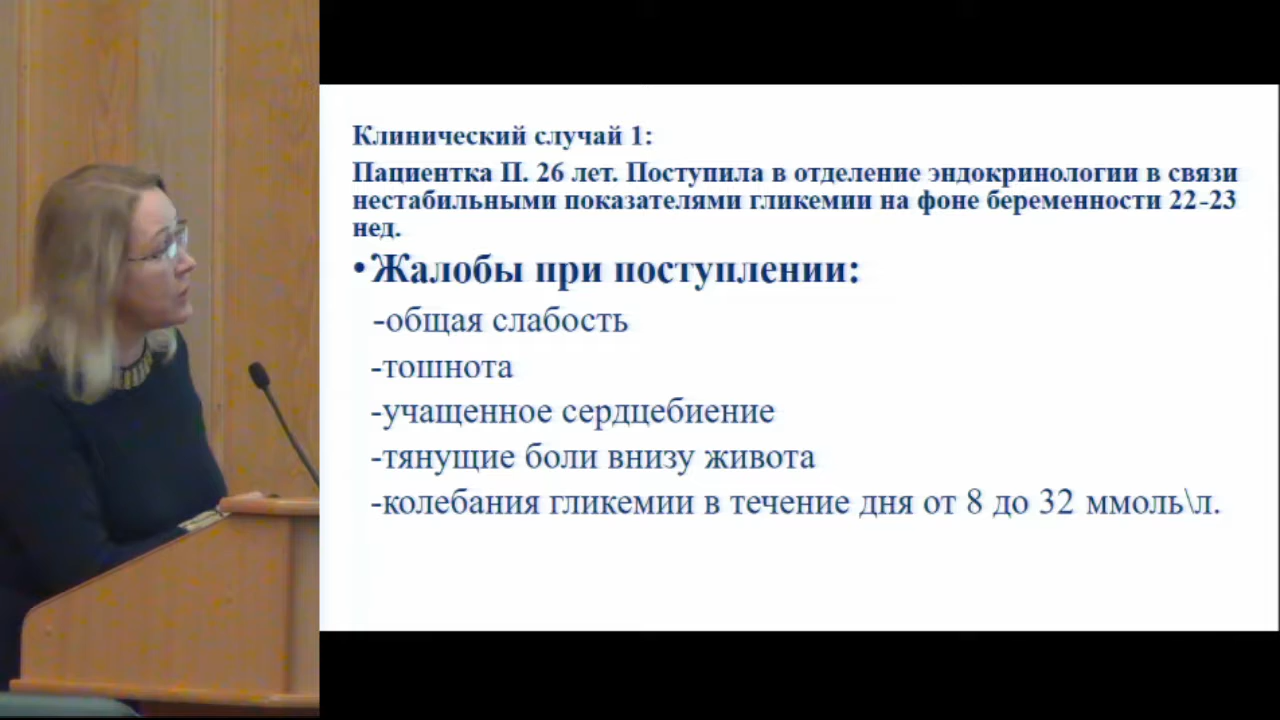 Клинический случай 1:
Пациентка П. 26 лет. Поступила в отделение эндокринологии в связи
нестабильными показателями гликемии на фоне беременности 22-23
нед.
•Жалобы при поступлении:
-общая слабость
-тошнота
-учащенное сердцебиение
-тянущие боли внизу живота
-колебания гликемии в течение дня от 8 до 32 ммоль\л.